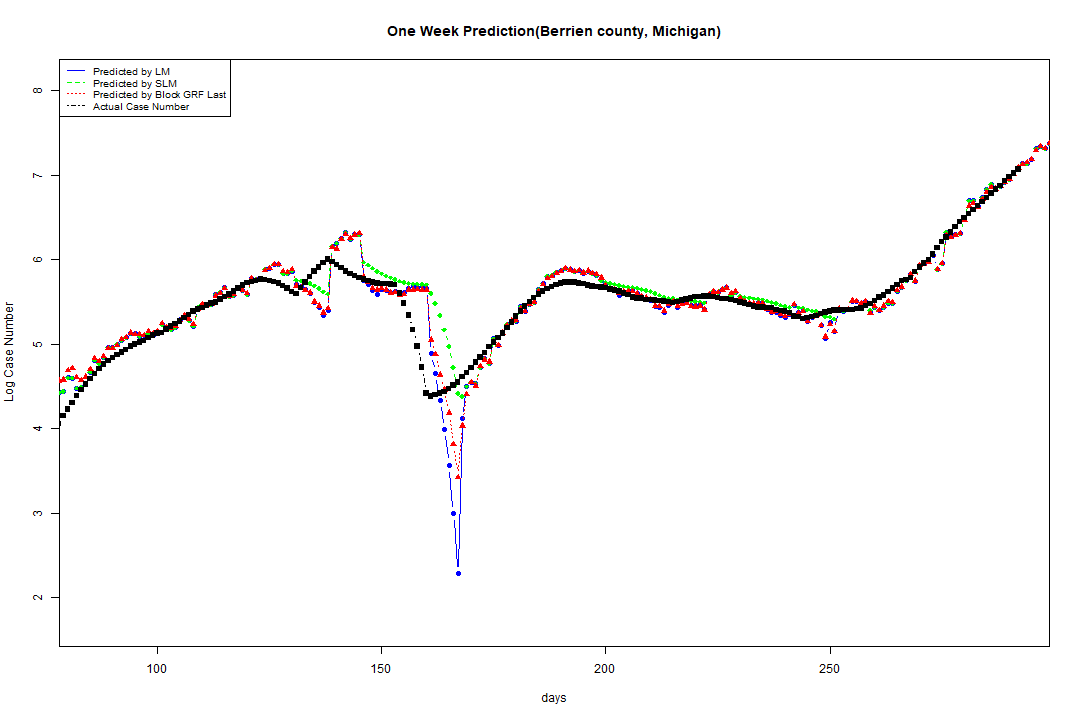 One Week Prediction(Berrien county, Michigan)
Predicted by LM
Predicted by SLM
Predicted by Block GRF Last
Actual Case Number
8
7
6
5
4
3
2
Log Case Number
100 150 200 250
days